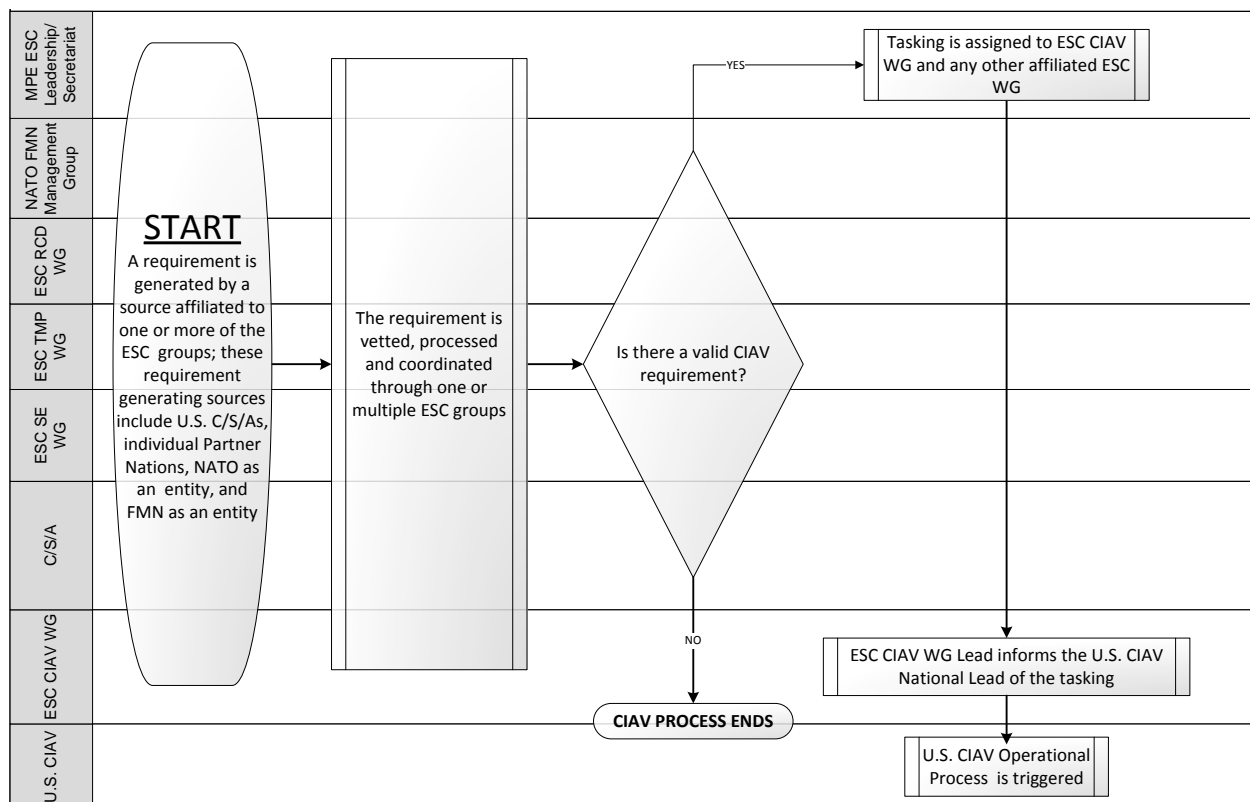 MPE ESC
Leadership/
Secretariat
NATO FMN
Management
Group
ESC RCD
WG
ESC TMP
WG
ESC SE
WG
C/S/A
ESC CIAV WG
U.S. CIAV
START
A requirement is
generated by a
source affiliated to
one or more of the
ESC groups; these
requirement
generating sources
include U.S. C/S/As,
individual Partner
Nations, NATO as
an entity, and
FMN as an entity
The requirement is
vetted, processed
and coordinated
through one or
multiple ESC groups
Is there a valid CIAV
requirement?
YES
NO
CIAV PROCESS ENDS
Tasking is assigned to ESC CIAV
WG and any other affiliated ESC
WG
ESC CIAV WG Lead informs the U.S. CIAV
National Lead of the tasking
U.S. CIAV Operational
Process is triggered